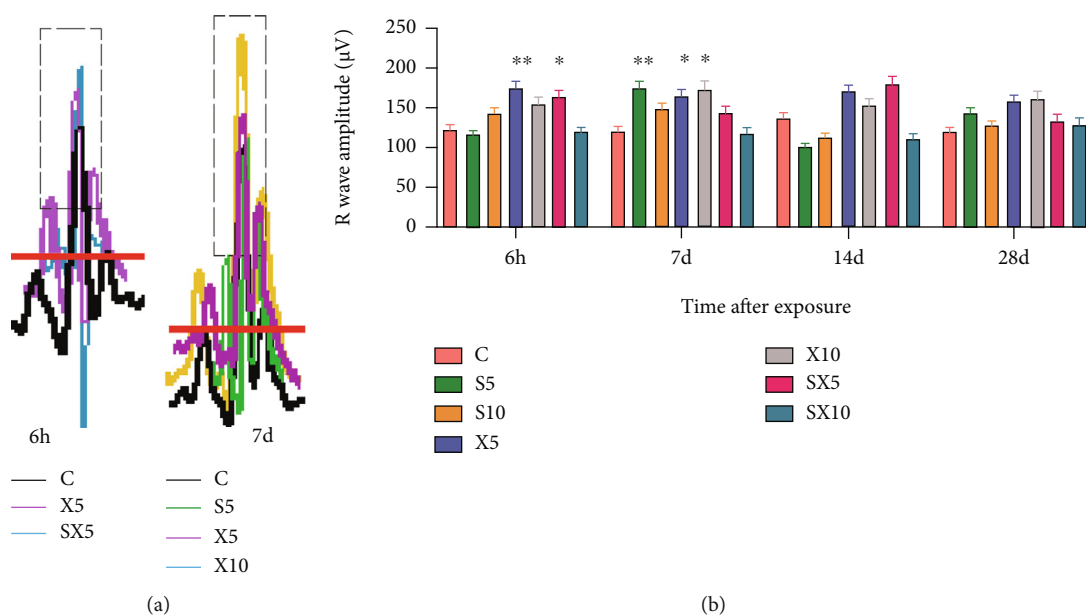 (a)
6h
7d
C
X5
SX5
C
S5
X5
X10
(b)
R wave amplitude (μV)
250
200
150
100
50
0
** *
** * *
6h 7d 14d 28d
Time after exposure
C
S5
S10
X5
X10
SX5
SX10
(a)
(b)